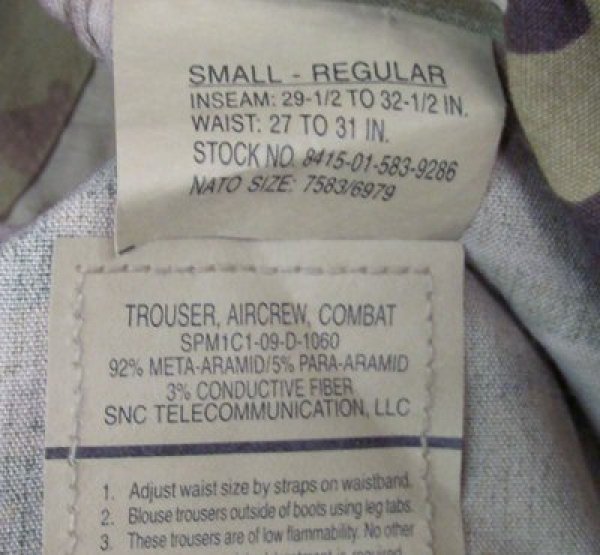 SMALL - REGULAR
INSEAM: 29-1/2 TO 32-1/2 IN.
WAIST: 27 TO 31 IN.
STOCK NO. 8415-01-583-9286
NATO SIZE: 7583/6979
TROUSER, AIRCREW, COMBAT
SPM1C1-09-D-1060
92% META-ARAMID/5% PARA-ARAMID
3% CONDUCTIVE FIBER
SNC TELECOMMUNICATION, LLC
1. Adjust waist size by straps on waistband.
2. Blouse trousers outside of boots using leg tabs.
3. These trousers are of low flammability. No other